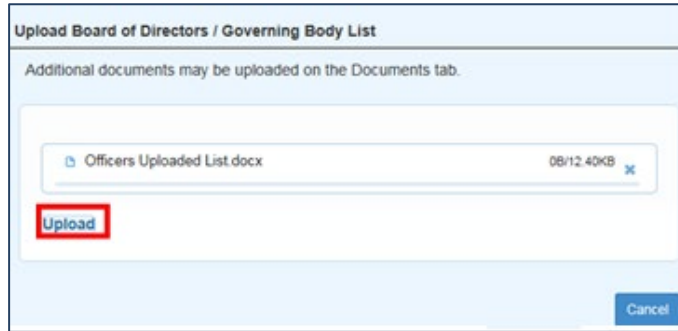 Upload Board of Directors / Governing Body List
Additional documents may be uploaded on the Documents tab.
Officers Uploaded List.docx 0B/12.40KB
Upload
Cancel